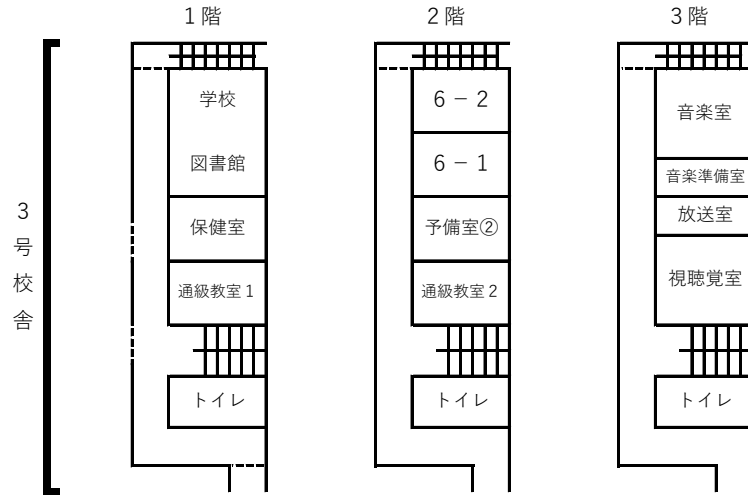 1階
2階
3階
3号校舎
学校
図書館
保健室
通級教室1
トイレ
6－2
6－1
予備室②
通級教室2
トイレ
音楽室
音楽準備室
放送室
視聴覚室
トイレ